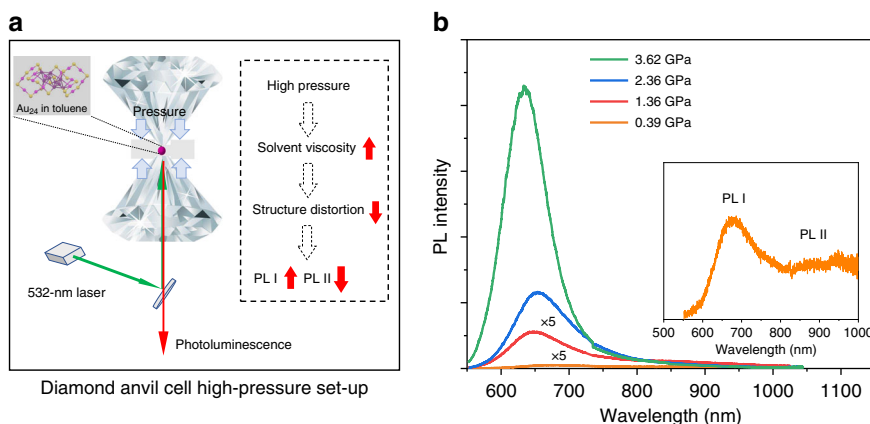 a
Au24 in toluene
Pressure
532-nm laser
Photoluminescence
High pressure
Solvent viscosity
Structure distortion
PL I PL II
Diamond anvil cell high-pressure set-up
b
PL intensity
3.62 GPa
2.36 GPa
1.36 GPa
0.39 GPa
×5
×5
600 700 800 900 1000 1100
Wavelength (nm)
PL I
PL II
500 600 700 800 900 1000
Wavelength (nm)